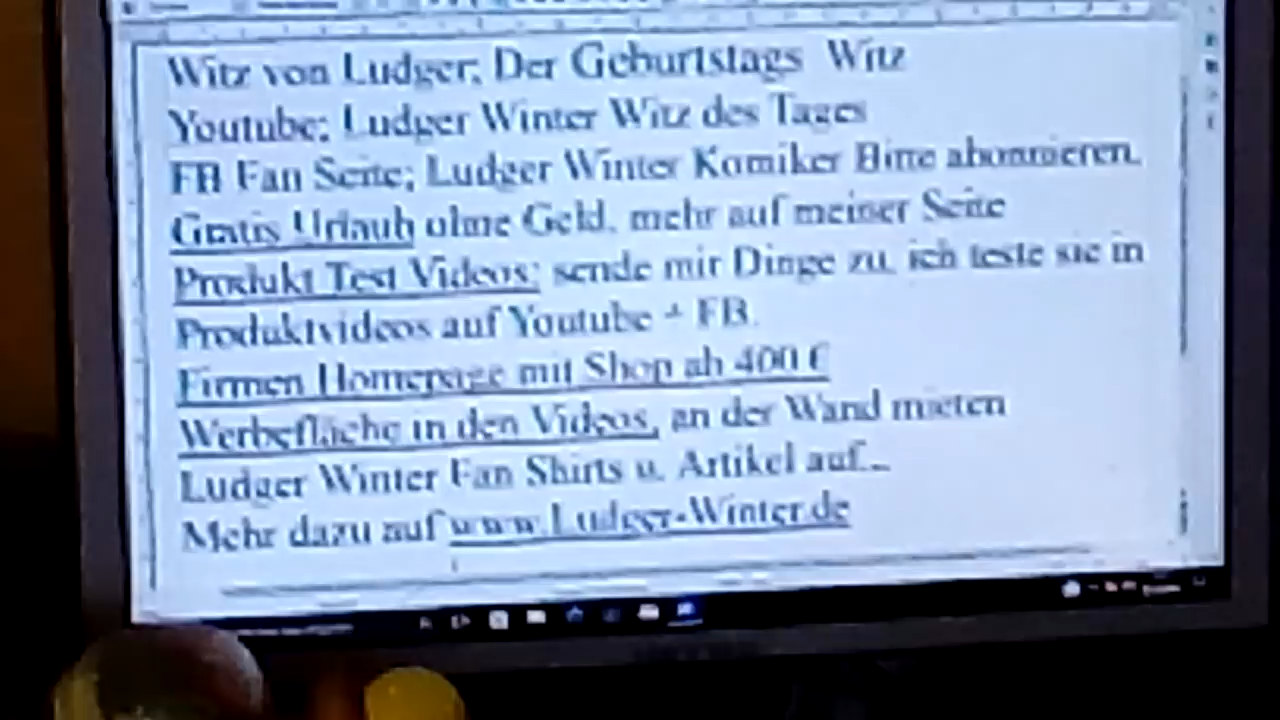 Witz von Ludger; Der Geburtstags Witz
Youtube; Ludger Winter Witz des Tages
FB Fan Seite; Ludger Winter Komiker Bitte abonnieren.
Gratis Urlaub ohne Geld, mehr auf meiner Seite
Produkt Test Videos; sende mir Dinge zu, ich teste sie in
Produktvideos auf Youtube + FB.
Firmen Homepage mit Shop ab 400 €
Werbefläche in den Videos, an der Wand mieten
Ludger Winter Fan Shirts u. Artikel auf...
Mehr dazu auf www.Ludger-Winter.de